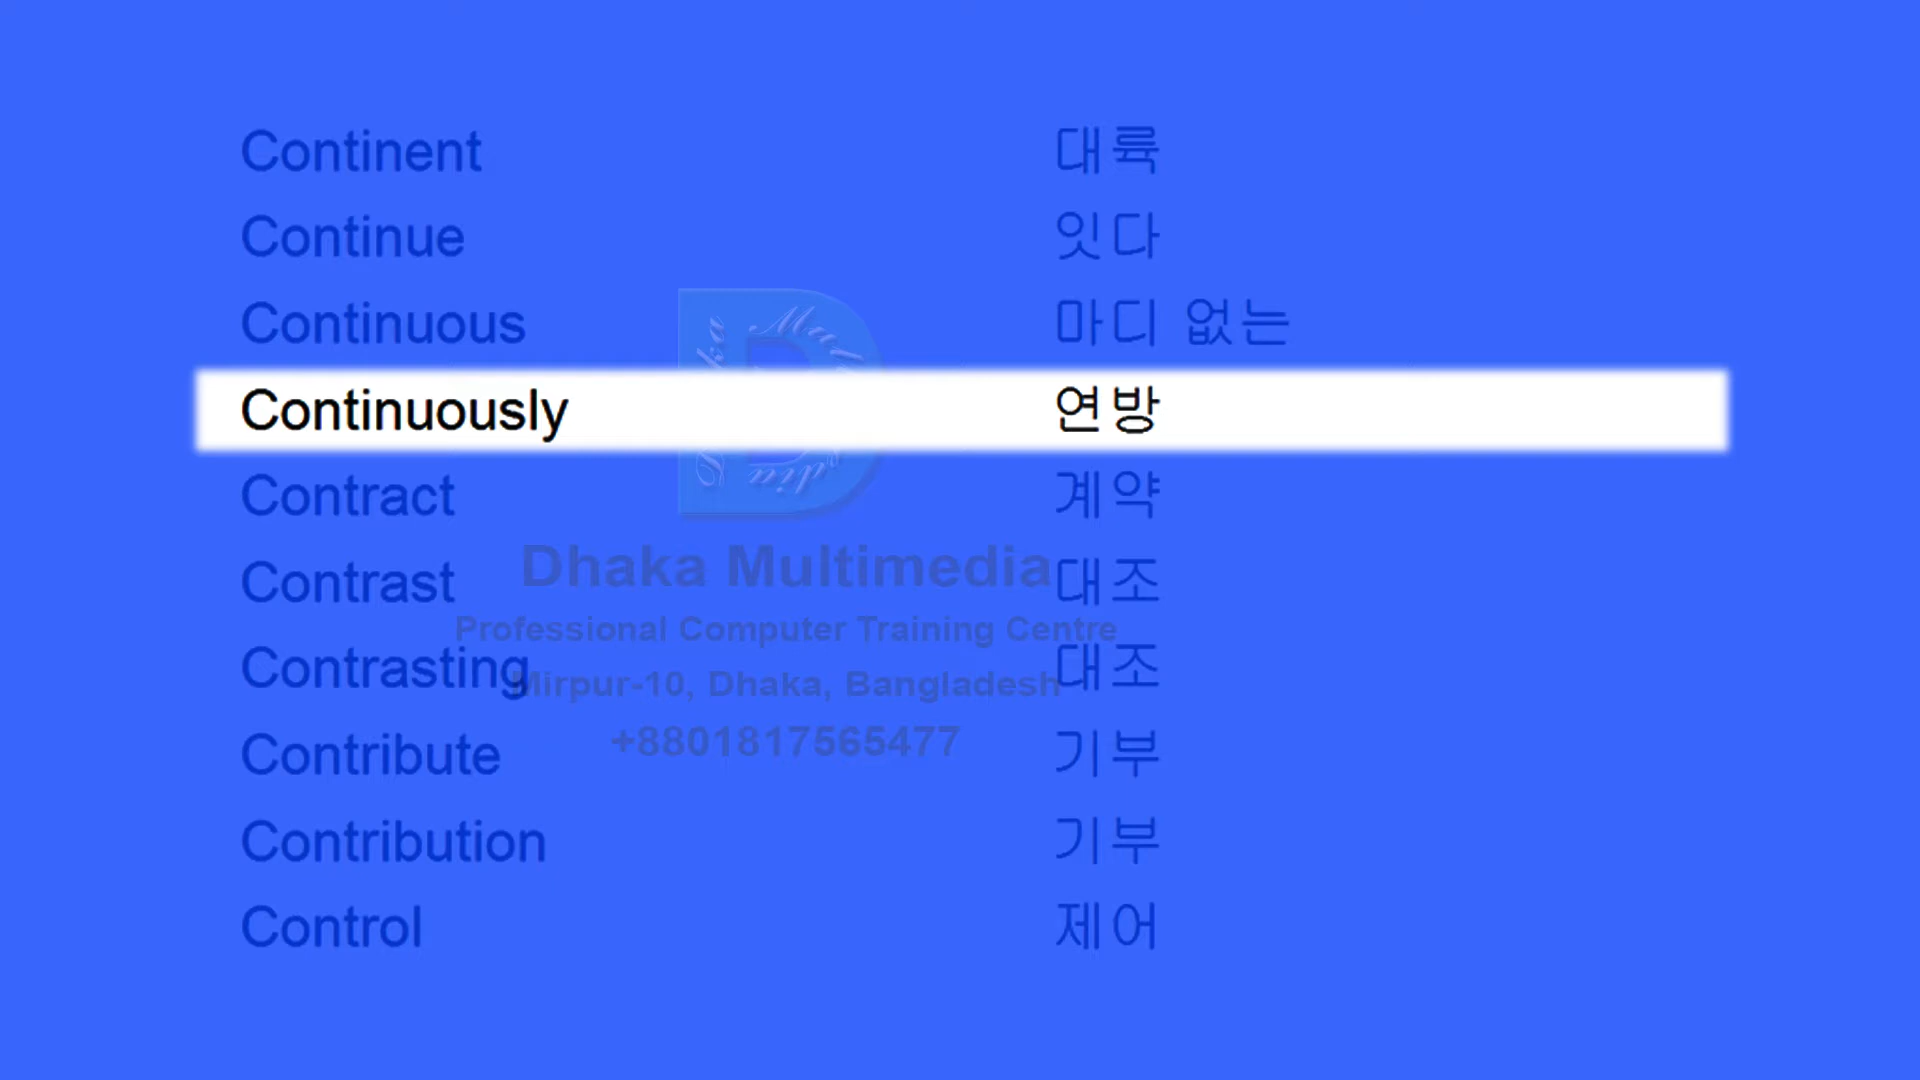 Continent 대륙
Continue 잇다
Continuous 마디 없는
Continuously 연방
Contract 계약
Dhaka Multimedia
Contrast 대조
Professional Computer Training Centre
Contrasting 대조
Mirpur-10, Dhaka, Bangladesh
Contribute 기부
+8801817565477
Contribution 기부
Control 제어